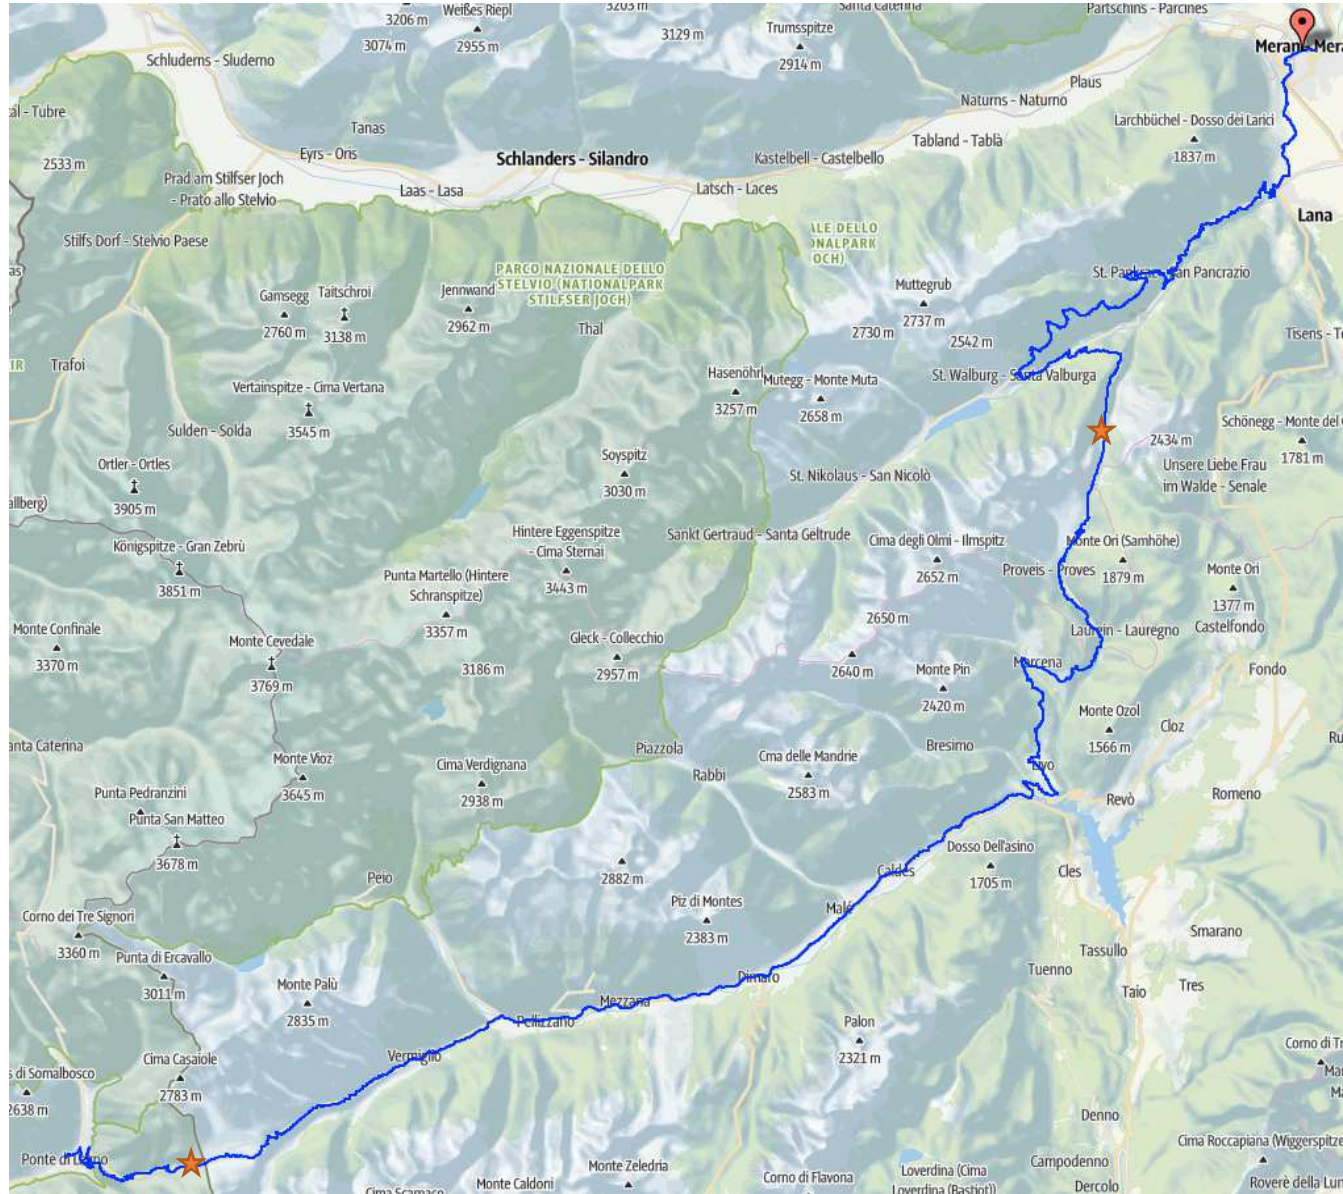 3206 m
Weißes Riepl
2955 m
3203 m
Santa Caterina
Partschins - Parcines
3074 m
3129 m
Trumsspitze
2914 m
Schluderns - Sluderno
Plaus
Naturns - Naturno
Larchbüchel - Dosso dei Larici
1837 m
Tanas
Eyrs - Oris
Schlanders - Silandro
Kastelbell - Castelbello
Tabland - Tablà
2533 m
Prad am Stilfser Joch
- Prato allo Stelvio
Laas - Lasa
Latsch - Laces
Lana
Stilfs Dorf - Stelvio Paese
PARCO NAZIONALE DELLO
STELVIO (NATIONALPARK
STILFSER JOCH)
St. Pankraz - San Pancrazio
Gamsegg
2760 m
Taitschroi
3138 m
Jennwand
2962 m
Thal
Muttegrub
2737 m
2730 m
2542 m
Trafoi
Vertainspitze - Cima Vertana
3545 m
Hasenöhrl
3257 m
Mutegg - Monte Muta
2658 m
St. Walburg - Santa Valburga
Sulden - Solda
Ortler - Ortles
3905 m
Soyspitz
3030 m
St. Nikolaus - San Nicolò
2434 m
Unsere Liebe Frau
im Walde - Senale
1781 m
Königspitze - Gran Zebrù
3851 m
Hintere Eggenspitze
- Cima Sternai
3443 m
Sankt Gertraud - Santa Geltrude
Cima degli Olmi - Ilmspitz
2652 m
Monte Ori (Samhöhe)
1879 m
Proveis - Proves
Monte Ori
1377 m
Punta Martello (Hintere
Schranspitze)
3357 m
Monte Confinale
3370 m
Monte Cevedale
3769 m
Gleck - Collecchio
2957 m
2650 m
2640 m
Laurein - Lauregno
Castelfondo
3186 m
Monte Pin
2420 m
Marcena
Fondo
Monte Ozol
1566 m
Cloz
Piazzola
Rabbi
Cma delle Mandrie
2583 m
Bresimo
Livo
Monte Vioz
3645 m
Cima Verdignana
2938 m
Punta Pedranzini
Punta San Matteo
3678 m
Revò
Romeno
Dosso Dell'asino
1705 m
Cles
2882 m
Caldes
Peio
Piz di Montes
2383 m
Malé
Corno dei Tre Signori
3360 m
Smarano
Tassullo
Punta di Ercavallo
3011 m
Monte Palù
2835 m
Dimaro
Tuenno
Taio
Tres
Mezzana
Pellizzano
Palon
2321 m
Vermiglio
Cima Casaiole
2783 m
s di Somalbosco
2638 m
Denno
Ponte di Legno
Monte Zeledria
Monte Caldoni
Corno di Flavona
Loverdina (Cima
Loverdina (Bastiot))
Campodenno
Dercolo
Cima Roccapiana (Wiggerspitze